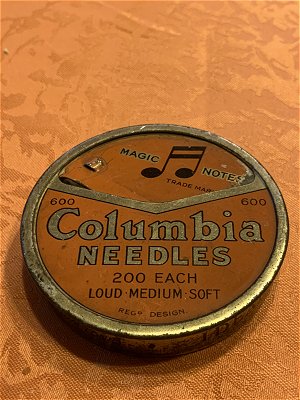 MAGIC NOTES
TRADE MARK
600 600
Columbia
NEEDLES
200 EACH
LOUD·MEDIUM·SOFT
REGD. DESIGN.